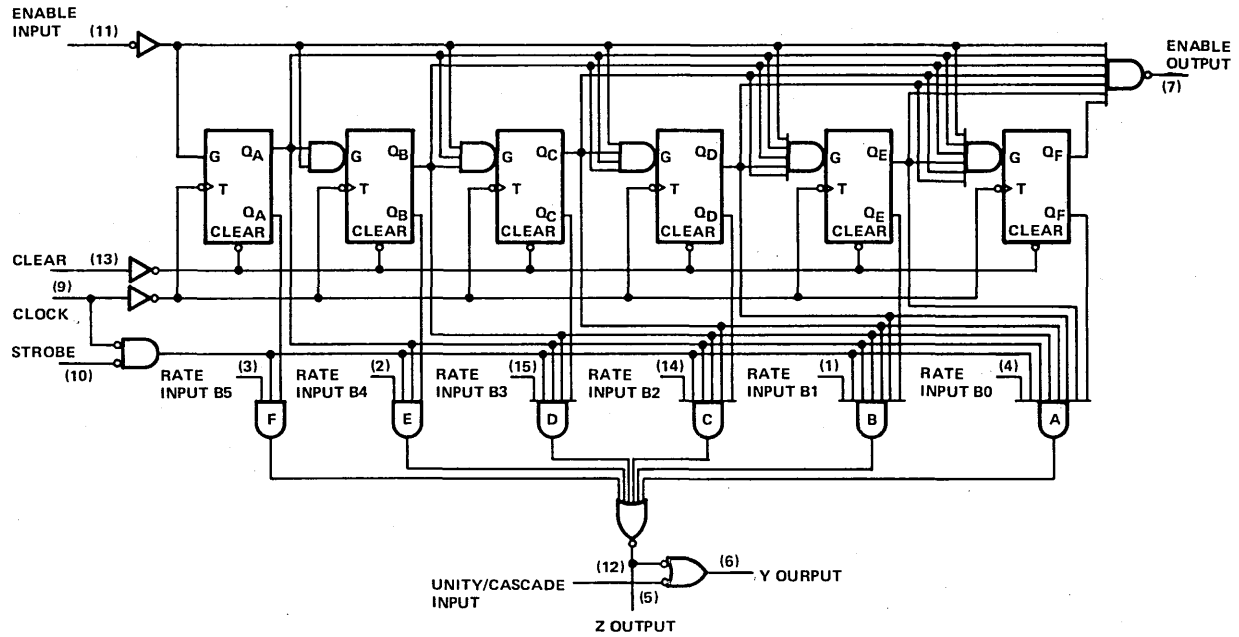 ENABLE
INPUT
(11)
ENABLE
OUTPUT
(7)
G
QA
T
QA
CLEAR
G
QB
T
QB
CLEAR
G
QC
T
QC
CLEAR
G
QD
T
QD
CLEAR
G
QE
T
QE
CLEAR
G
QF
T
QF
CLEAR
CLEAR
(13)
(9)
CLOCK
STROBE
(10)
RATE
INPUT B5
(3)
RATE
INPUT B4
(2)
RATE
INPUT B3
(15)
RATE
INPUT B2
(14)
RATE
INPUT B1
(1)
RATE
INPUT B0
(4)
F
E
D
C
B
A
(12)
(6)
Y OURPUT
UNITY/CASCADE
INPUT
(5)
Z OUTPUT